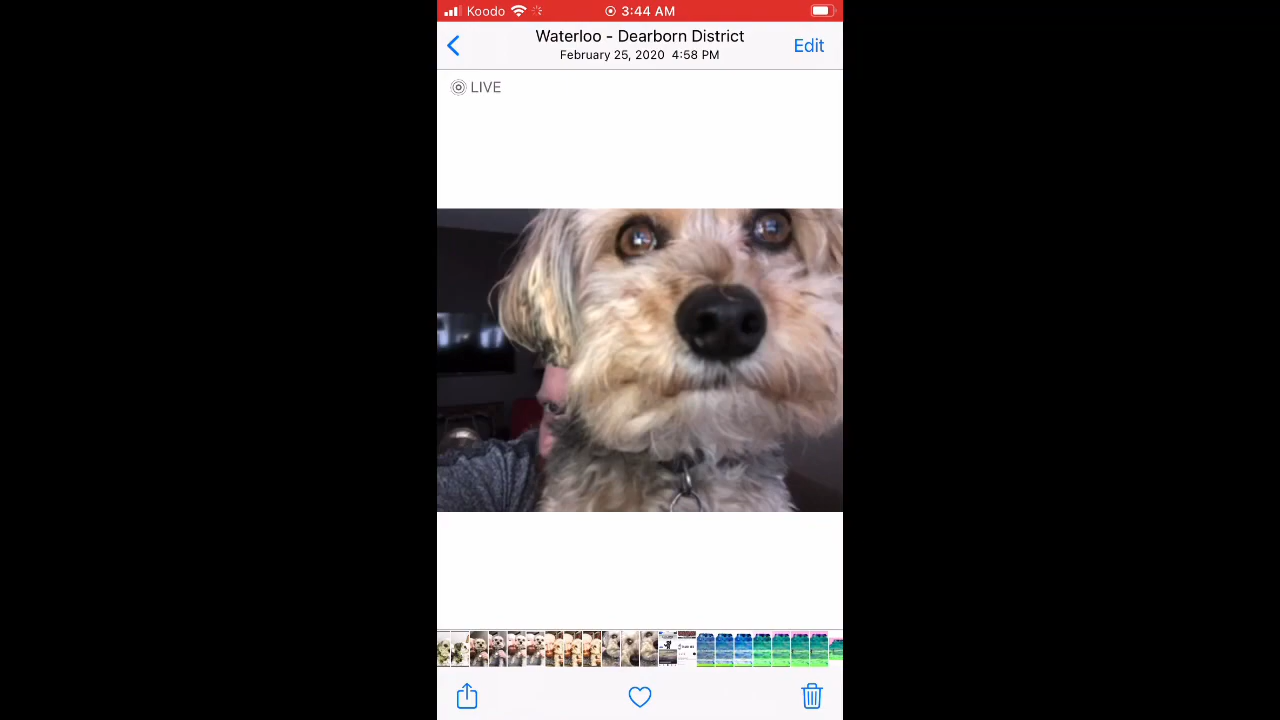 Koodo 3:44 AM
Waterloo - Dearborn District
February 25, 2020 4:58 PM
Edit
LIVE